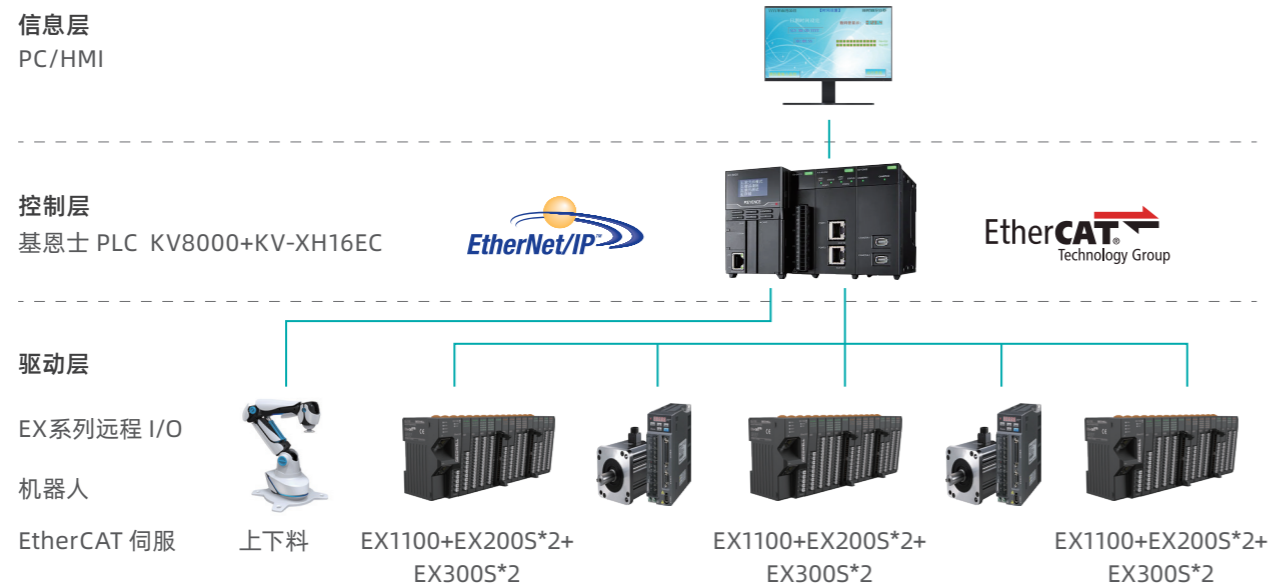 信息层
PC/HMI
控制层
基恩士 PLC KV8000+KV-XH16EC
EtherNet/IP™
EtherCAT®
Technology Group
驱动层
EX系列远程 I/O
机器人
EtherCAT 伺服
上下料
EX1100+EX200S*2+
EX300S*2
EX1100+EX200S*2+
EX300S*2
EX1100+EX200S*2+
EX300S*2